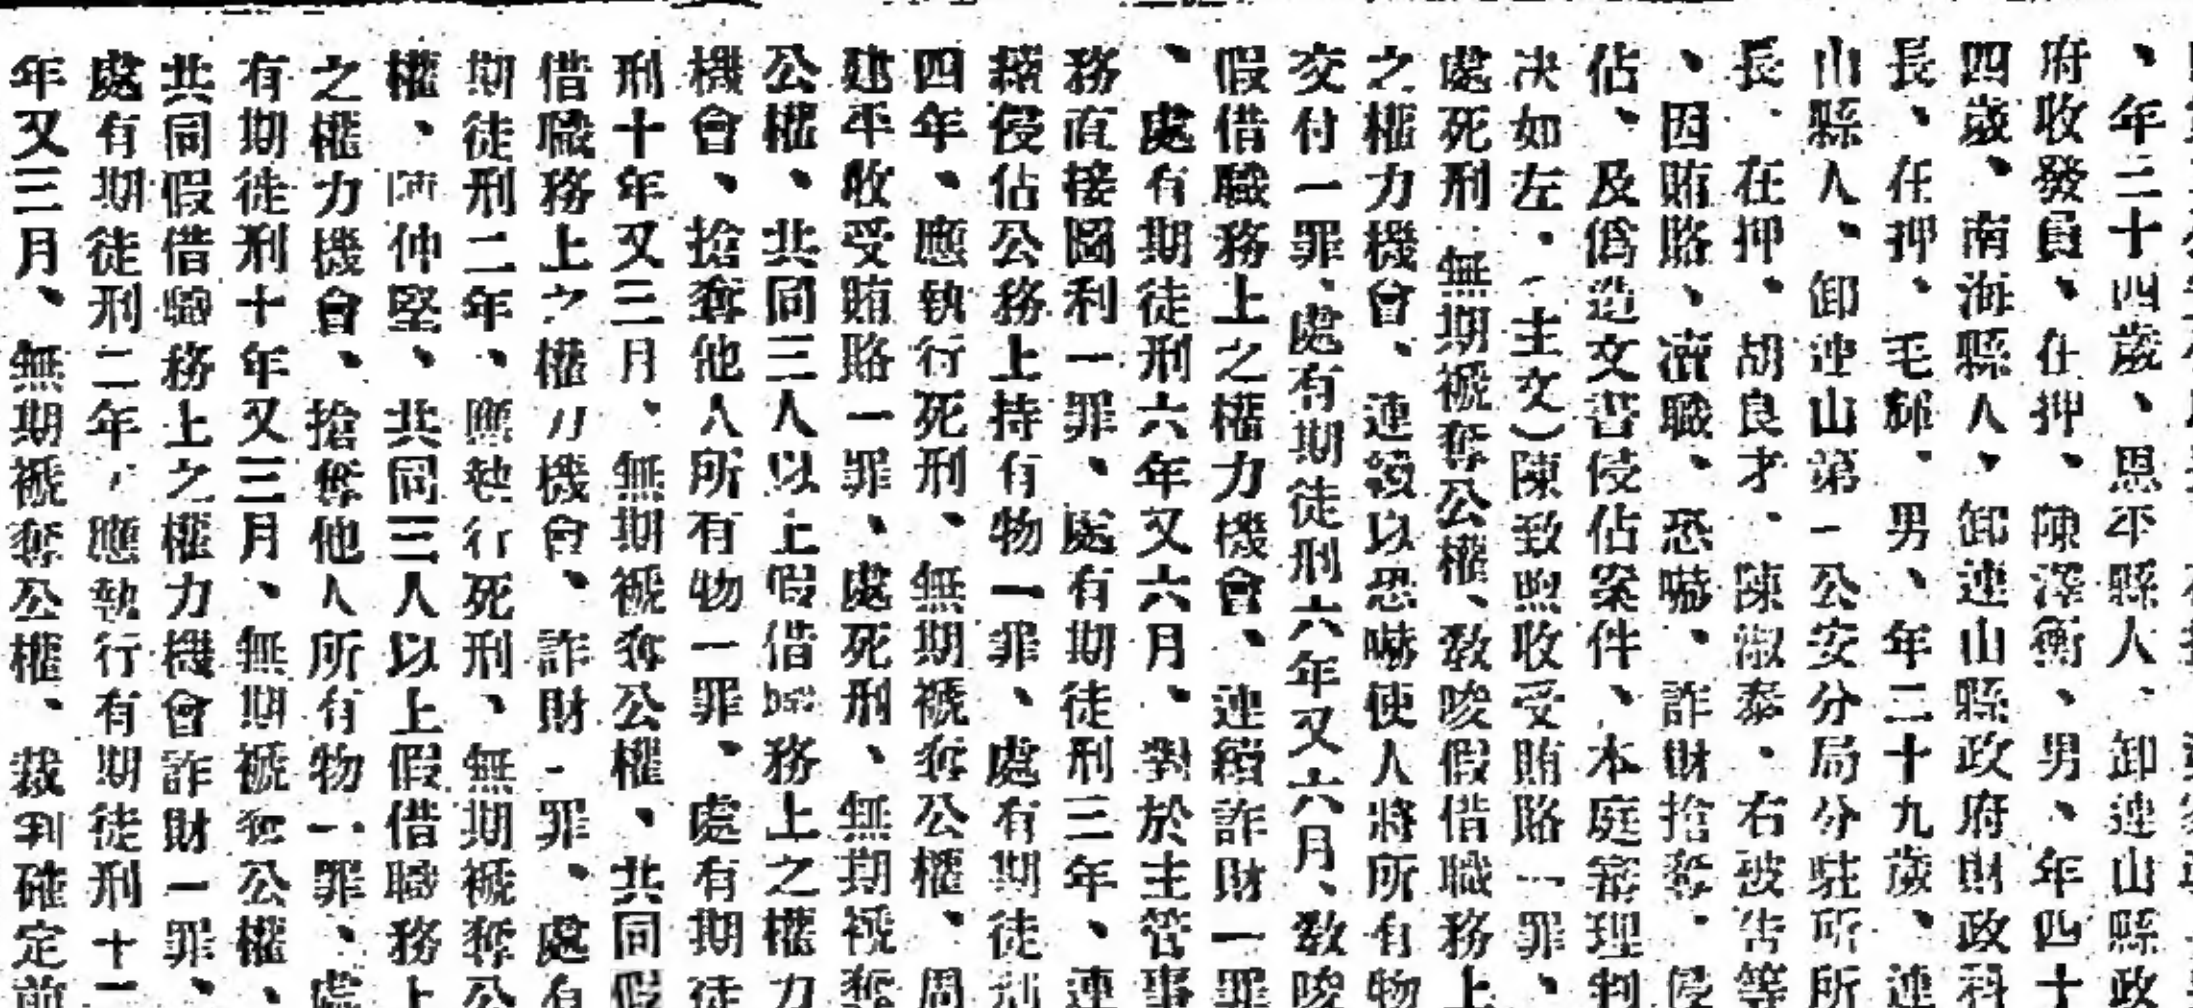 、年二十四歲、恩平縣人、卸連山縣政
府收發員、在押、陳澤衡、男、年四十
四歲、南海縣人、卸連山縣政府財政科
長、任押、毛輝、男、年二十九歲、連
山縣人、卸連山第一公安分局分駐所所
長、在押、胡良才、陳淑泰、右被告等
、因賄賂、瀆職、恐嚇、詐財搶奪、侵
佔、及僞造文書侵佔案件、本庭審理判
决如左、（主文）陳致煦收受賄賂一罪、
處死刑、無期褫奪公權、教唆假借職務上
之權力機會、連續以恐嚇使人將所有物
交付一罪、處有期徒刑六年又六月、教唆
假借職務上之權力機會、連續詐財一罪
、處有期徒刑六年又六月、對於主管事
務直接圖利一罪、處有期徒刑三年、連
續侵佔公務上持有物一罪、處有期徒刑
四年、應執行死刑、無期褫奪公權、周
建平收受賄賂一罪、處死刑、無期褫奪
公權、共同三人以上假借職務上之權力
機會、搶奪他人所有物一罪、處有期徒
刑十年又三月、無期褫奪公權、共同假
借職務上之權力機會、詐財一罪、處有
期徒刑二年、應執行死刑、無期褫奪公
權、仲堅、共同三人以上假借職務上
之權力機會、搶奪他人所有物一罪、處
有期徒刑十年又三月、無期褫奪公權、
共同假借職務上之權力機會詐財一罪、
處有期徒刑二年、應執行有期徒刑十一
年又三月、無期褫奪公權、裁判確定前